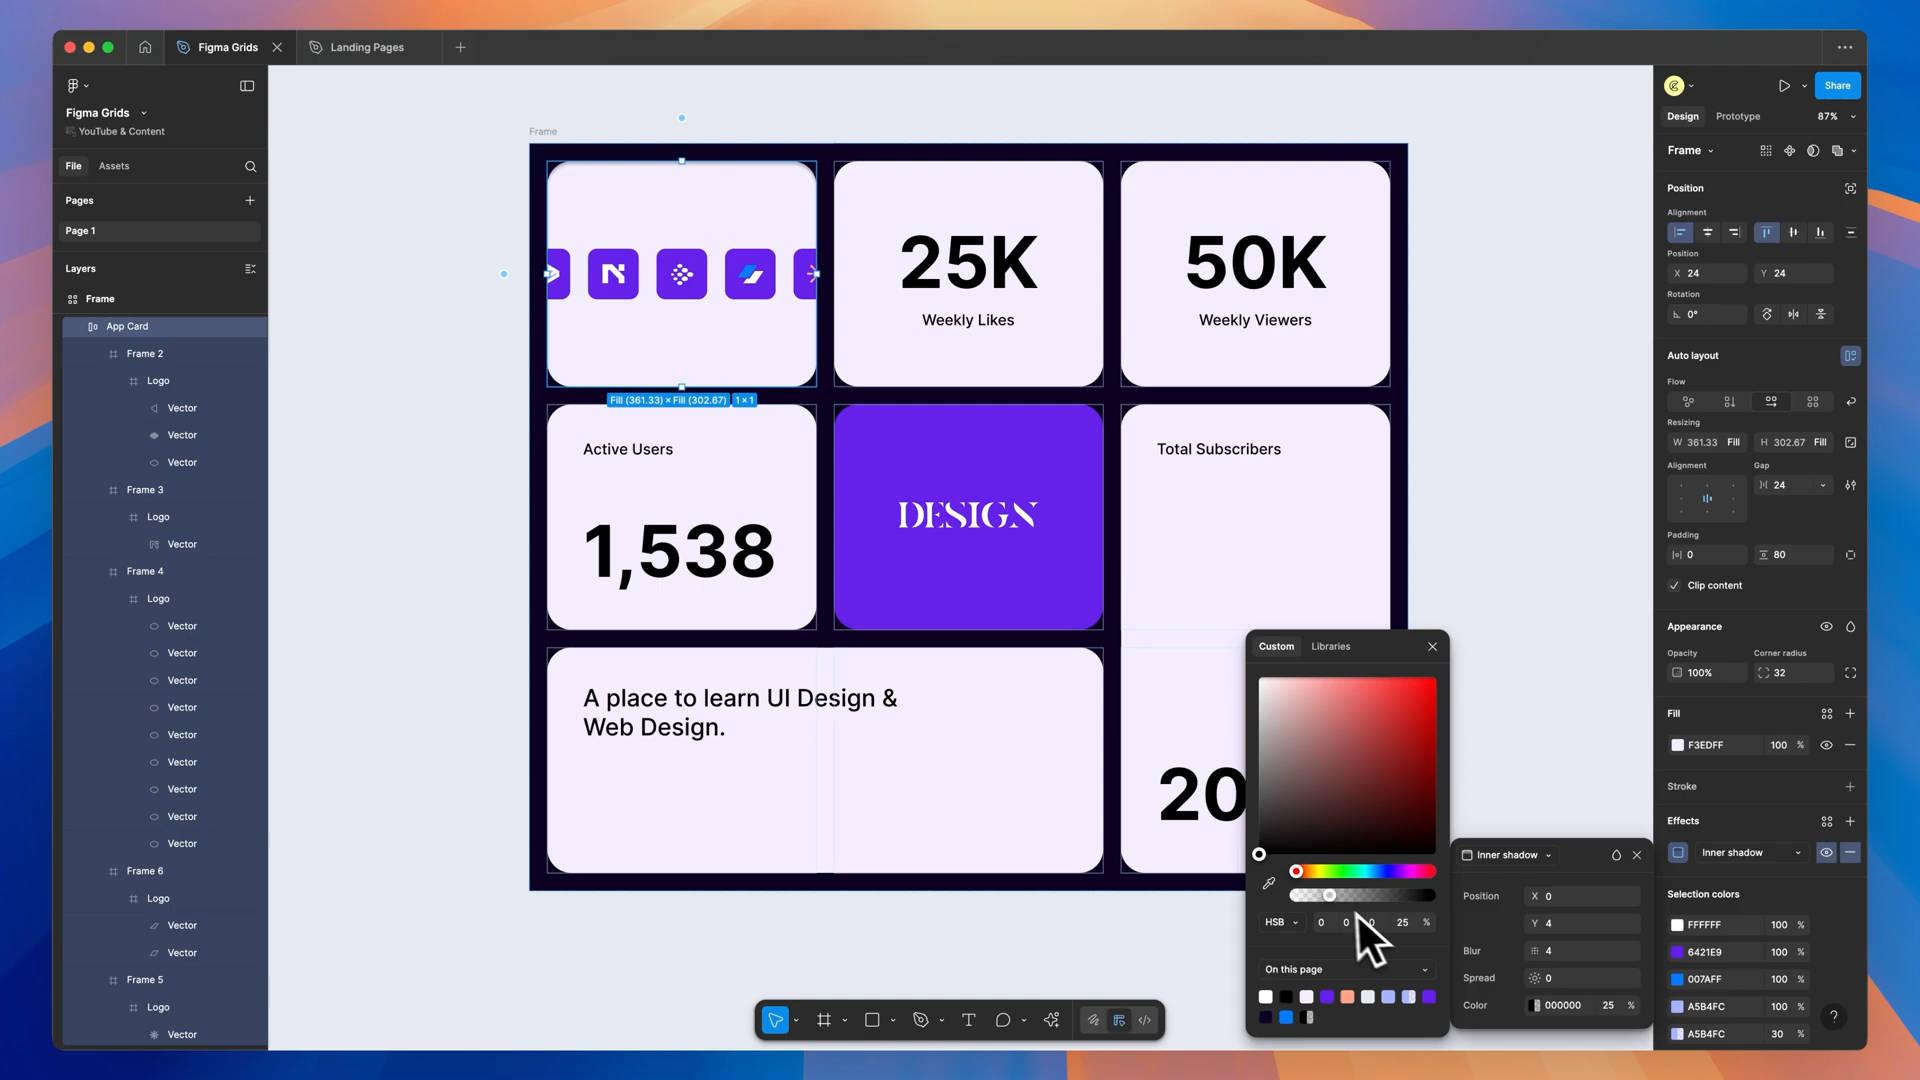 Figma Grids
Landing Pages
Figma Grids
YouTube & Content
File
Assets
Pages
Page 1
Layers
Frame
App Card
Frame 2
Logo
Vector
Vector
Vector
Frame 3
Logo
Vector
Frame 4
Logo
Vector
Vector
Vector
Vector
Vector
Vector
Vector
Vector
Vector
Frame 6
Logo
Vector
Vector
Frame 5
Logo
Vector
Frame
25K
Weekly Likes
50K
Weekly Viewers
Fill (361.33) × Fill (302.67)
1 × 1
Active Users
1,538
DESIGN
Total Subscribers
A place to learn UI Design &
Web Design.
20
Custom
Libraries
HSB
0
0
0
25
%
On this page
Inner shadow
Position
X 0
Y 4
Blur
4
Spread
0
Color
000000
25
%
Share
Design
Prototype
87%
Frame
Position
Alignment
Position
X 24
Y 24
Rotation
0°
Auto layout
Flow
Resizing
W 361.33 Fill
H 302.67 Fill
Alignment
Gap
24
Padding
0
80
Clip content
Appearance
Opacity
Corner radius
100%
32
Fill
F3EDFF 100 %
Stroke
Effects
Inner shadow
Selection colors
FFFFFF 100 %
6421E9 100 %
007AFF 100 %
A5B4FC 100 %
A5B4FC 30 %
?